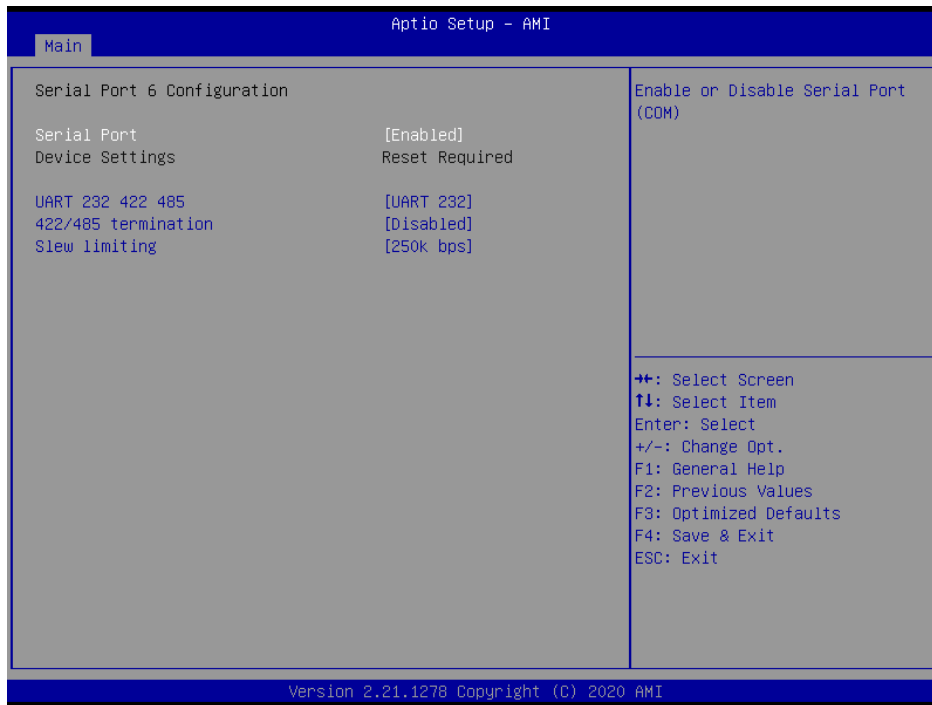 Aptio Setup – AMI
Main
Serial Port 6 Configuration
Serial Port [Enabled]
Device Settings Reset Required
UART 232 422 485 [UART 232]
422/485 termination [Disabled]
Slew limiting [250k bps]
Enable or Disable Serial Port
(COM)
→←: Select Screen
↑↓: Select Item
Enter: Select
+/-: Change Opt.
F1: General Help
F2: Previous Values
F3: Optimized Defaults
F4: Save & Exit
ESC: Exit
Version 2.21.1278 Copyright (C) 2020 AMI